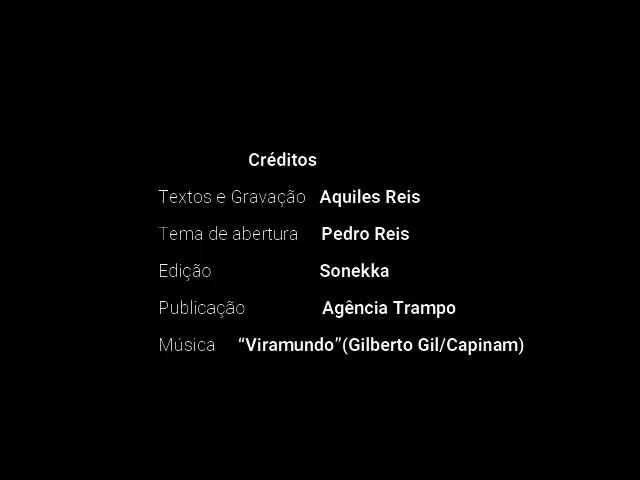 Créditos
Textos e Gravação Aquiles Reis
Tema de abertura Pedro Reis
Edição Sonekka
Publicação Agência Trampo
Música “Viramundo”(Gilberto Gil/Capinam)